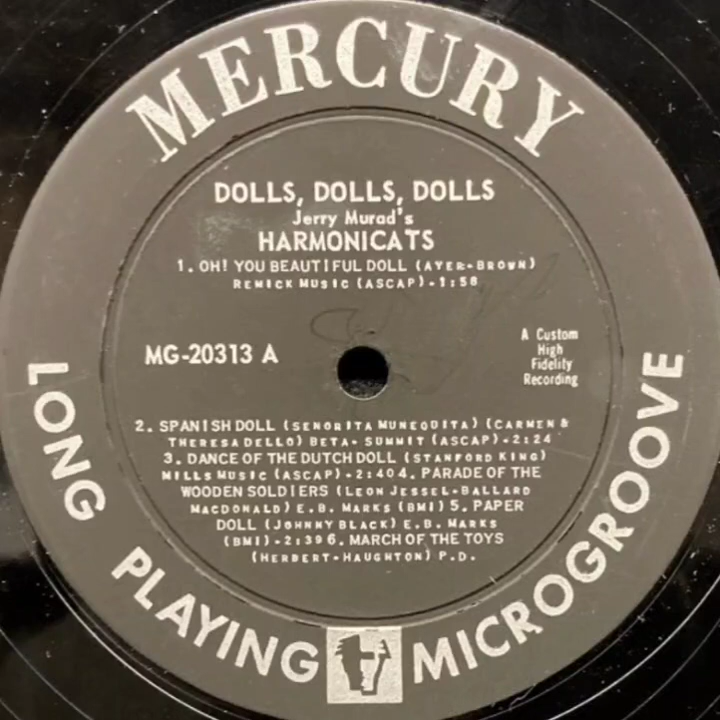 MERCURY
DOLLS, DOLLS, DOLLS
Jerry Murad's
HARMONICATS
1. OH! YOU BEAUTIFUL DOLL (AYER-BROWN)
REMICK MUSIC (ASCAP)-1:58
MG-20313 A
A Custom
High
Fidelity
Recording
2. SPANISH DOLL (SENORITA MUNEQUITA) (CARMEN &
THERESA DELLO) BETA- SUMMIT (ASCAP)-2:24
3. DANCE OF THE DUTCH DOLL (STANFORD KING)
MILLS MUSIC (ASCAP)-2:40 4. PARADE OF THE
WOODEN SOLDIERS (LEON JESSEL-BALLARD
MACDONALD) E.B. MARKS (BMI) 5. PAPER
DOLL (JOHNNY BLACK) E.B. MARKS
(BMI)-2:39 6. MARCH OF THE TOYS
(HERBERT-HAUGHTON) P.D.
LONG PLAYING MICROGROOVE